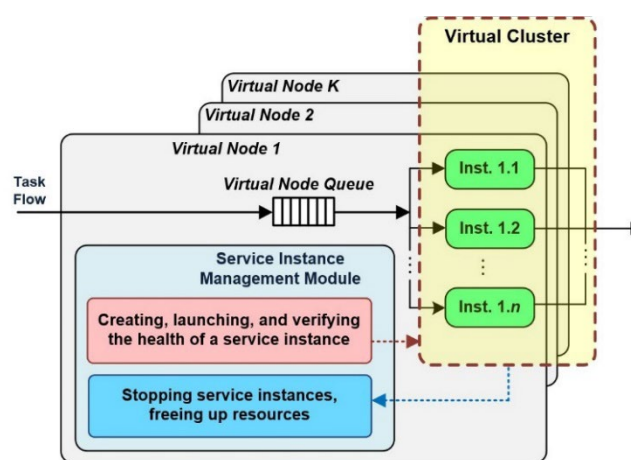 Virtual Cluster
Virtual Node K
Virtual Node 2
Virtual Node 1
Task
Flow
Virtual Node Queue
Inst. 1.1
Inst. 1.2
Inst. 1.n
Service Instance
Management Module
Creating, launching, and verifying
the health of a service instance
Stopping service instances,
freeing up resources